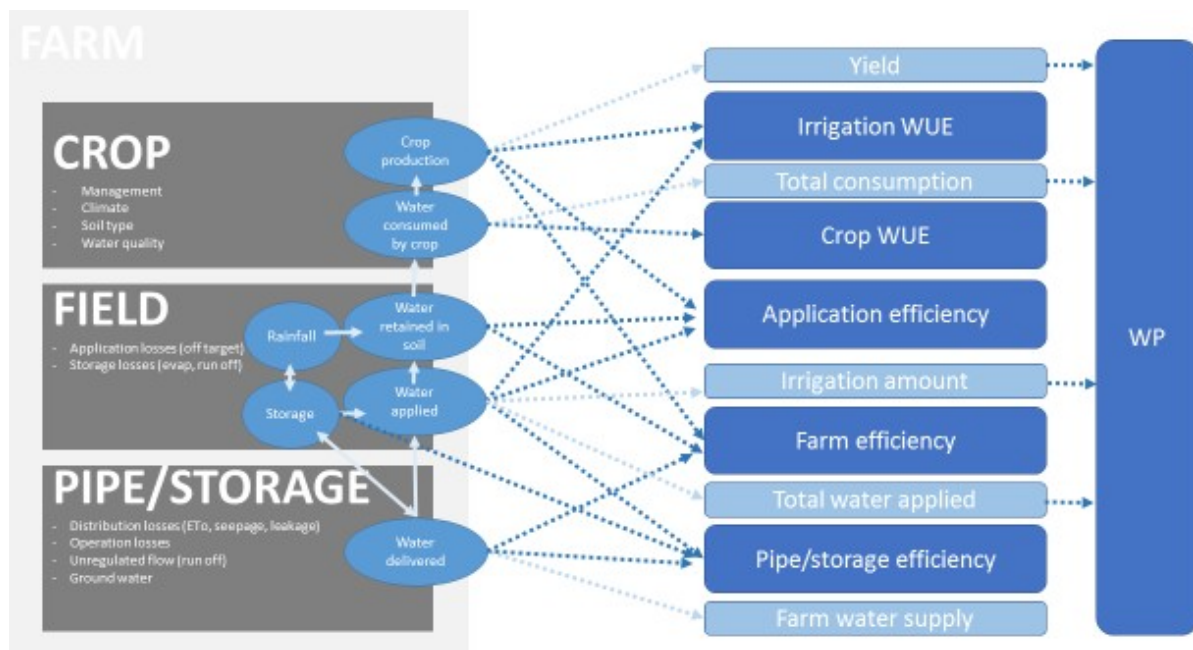 FARM
CROP
- Management
- Climate
- Soil type
- Water quality
Crop
production
Water
consumed
by crop
FIELD
- Application losses (off target)
- Storage losses (evap, run off)
Rainfall
Water
retained in
soil
Storage
Water
applied
PIPE/STORAGE
- Distribution losses (ETo, seepage, leakage)
- Operation losses
- Unregulated flow (run off)
- Ground water
Water
delivered
Yield
Irrigation WUE
Total consumption
Crop WUE
Application efficiency
Irrigation amount
Farm efficiency
Total water applied
Pipe/storage efficiency
Farm water supply
WP